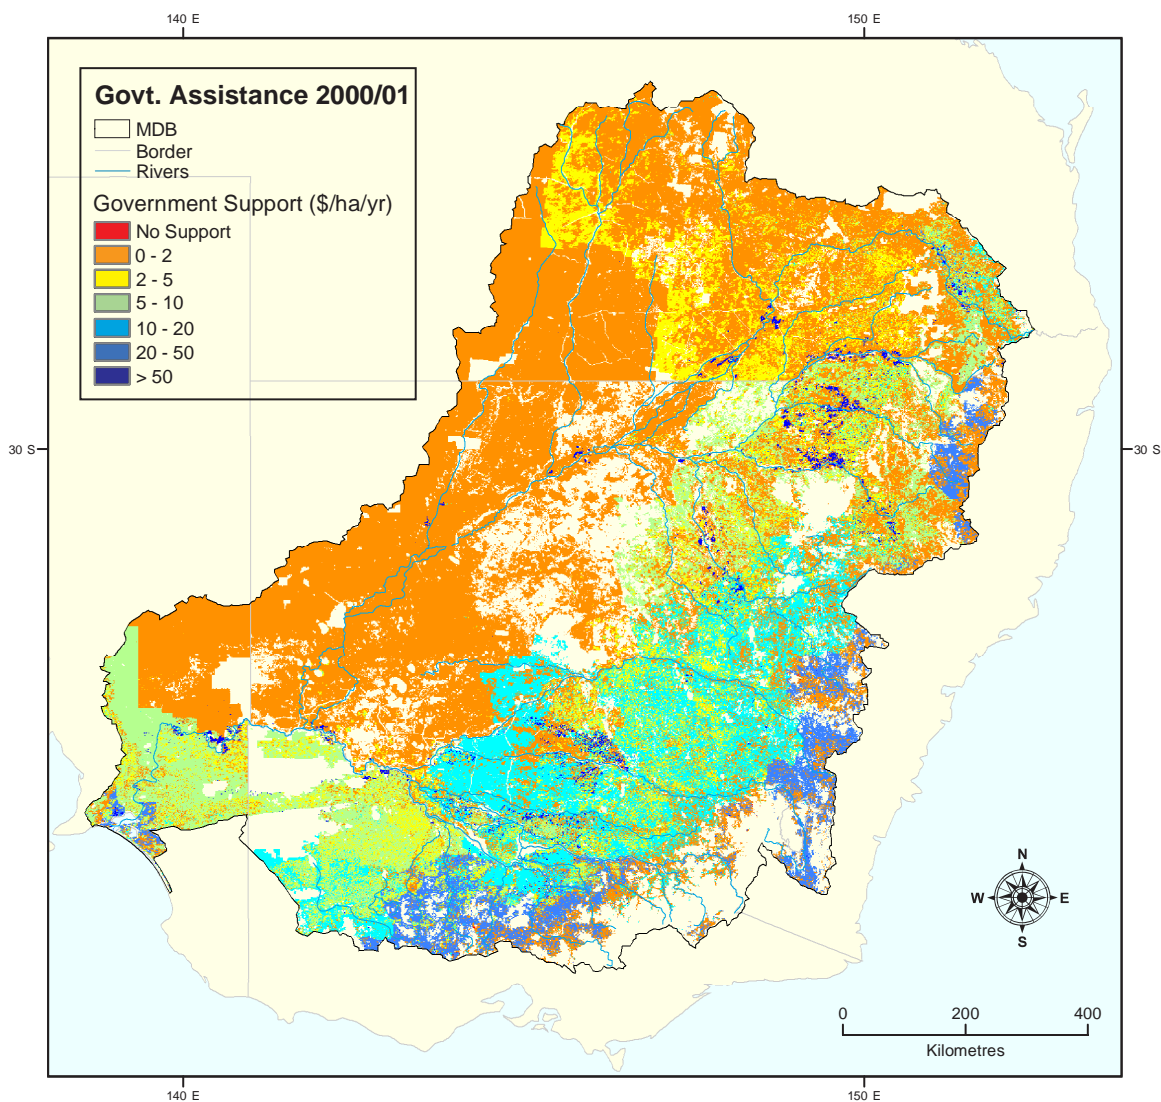 140 E
150 E
Govt. Assistance 2000/01
MDB
Border
Rivers
Government Support ($/ha/yr)
No Support
0 - 2
2 - 5
5 - 10
10 - 20
20 - 50
> 50
30 S
30 S
N
W
E
S
0
200
400
Kilometres
140 E
150 E